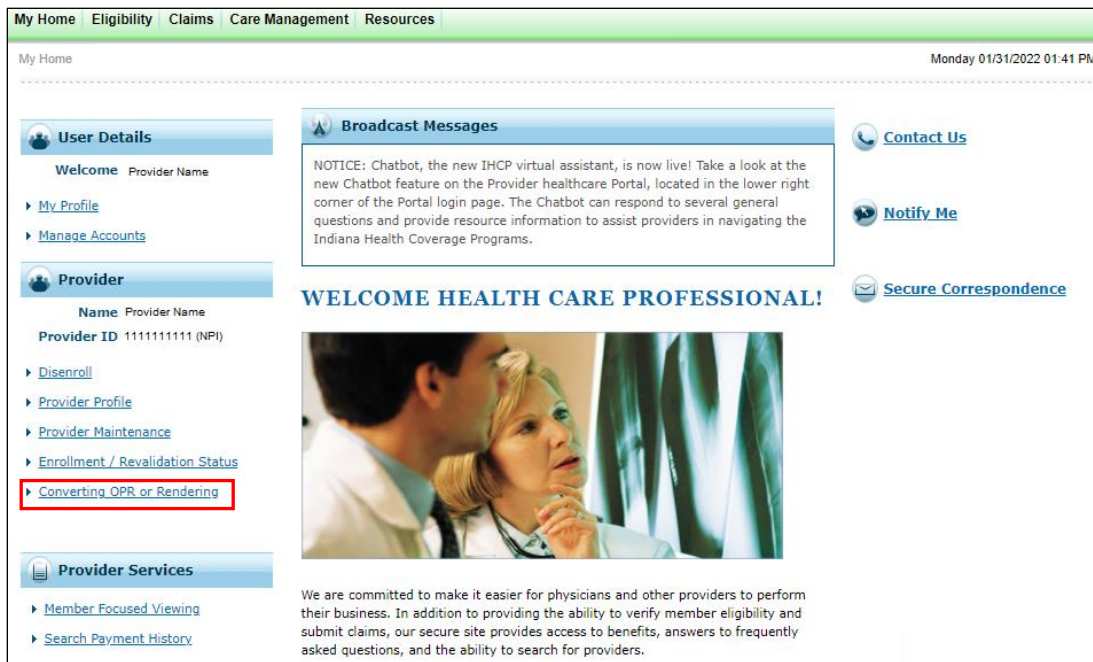 My Home Eligibility Claims Care Management Resources
My Home
Monday 01/31/2022 01:41 PM
User Details
Welcome Provider Name
My Profile
Manage Accounts
Provider
Name Provider Name
Provider ID 1111111111 (NPI)
Disenroll
Provider Profile
Provider Maintenance
Enrollment / Revalidation Status
Converting OPR or Rendering
Provider Services
Member Focused Viewing
Search Payment History
Broadcast Messages
NOTICE: Chatbot, the new IHCP virtual assistant, is now live! Take a look at the
new Chatbot feature on the Provider healthcare Portal, located in the lower right
corner of the Portal login page. The Chatbot can respond to several general
questions and provide resource information to assist providers in navigating the
Indiana Health Coverage Programs.
WELCOME HEALTH CARE PROFESSIONAL!
We are committed to make it easier for physicians and other providers to perform
their business. In addition to providing the ability to verify member eligibility and
submit claims, our secure site provides access to benefits, answers to frequently
asked questions, and the ability to search for providers.
Contact Us
Notify Me
Secure Correspondence